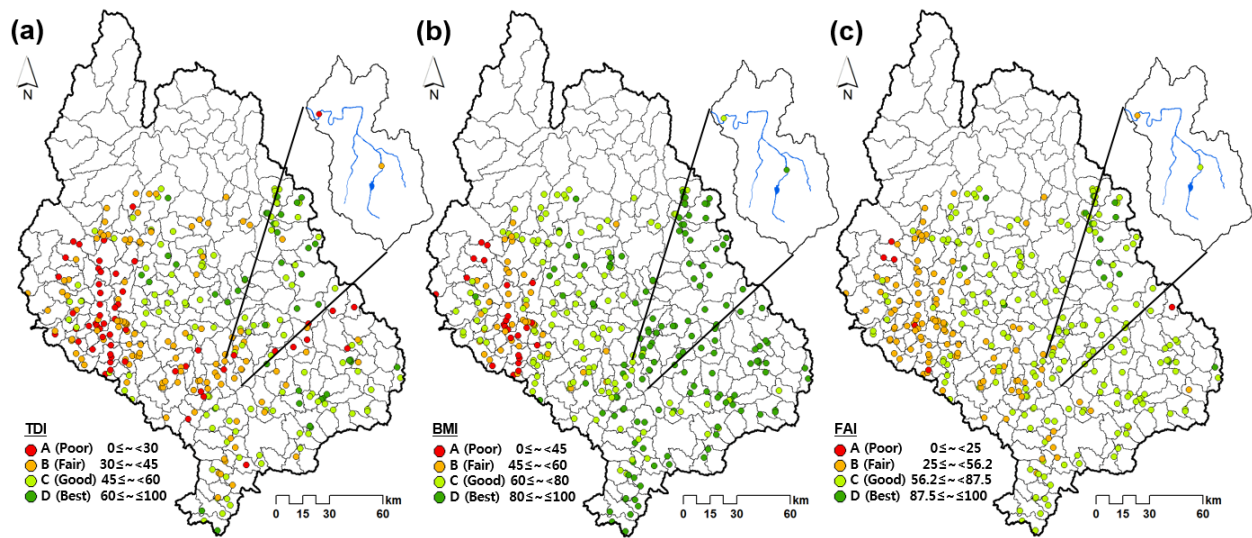 (a)
N
TDI
A (Poor) 0≤~<30
B (Fair) 30≤~<45
C (Good) 45≤~<60
D (Best) 60≤~≤100
km
0 15 30 60
(b)
N
BMI
A (Poor) 0≤~<45
B (Fair) 45≤~<60
C (Good) 60≤~<80
D (Best) 80≤~≤100
km
0 15 30 60
(c)
N
FAI
A (Poor) 0≤~<25
B (Fair) 25≤~<56.2
C (Good) 56.2≤~<87.5
D (Best) 87.5≤~≤100
km
0 15 30 60